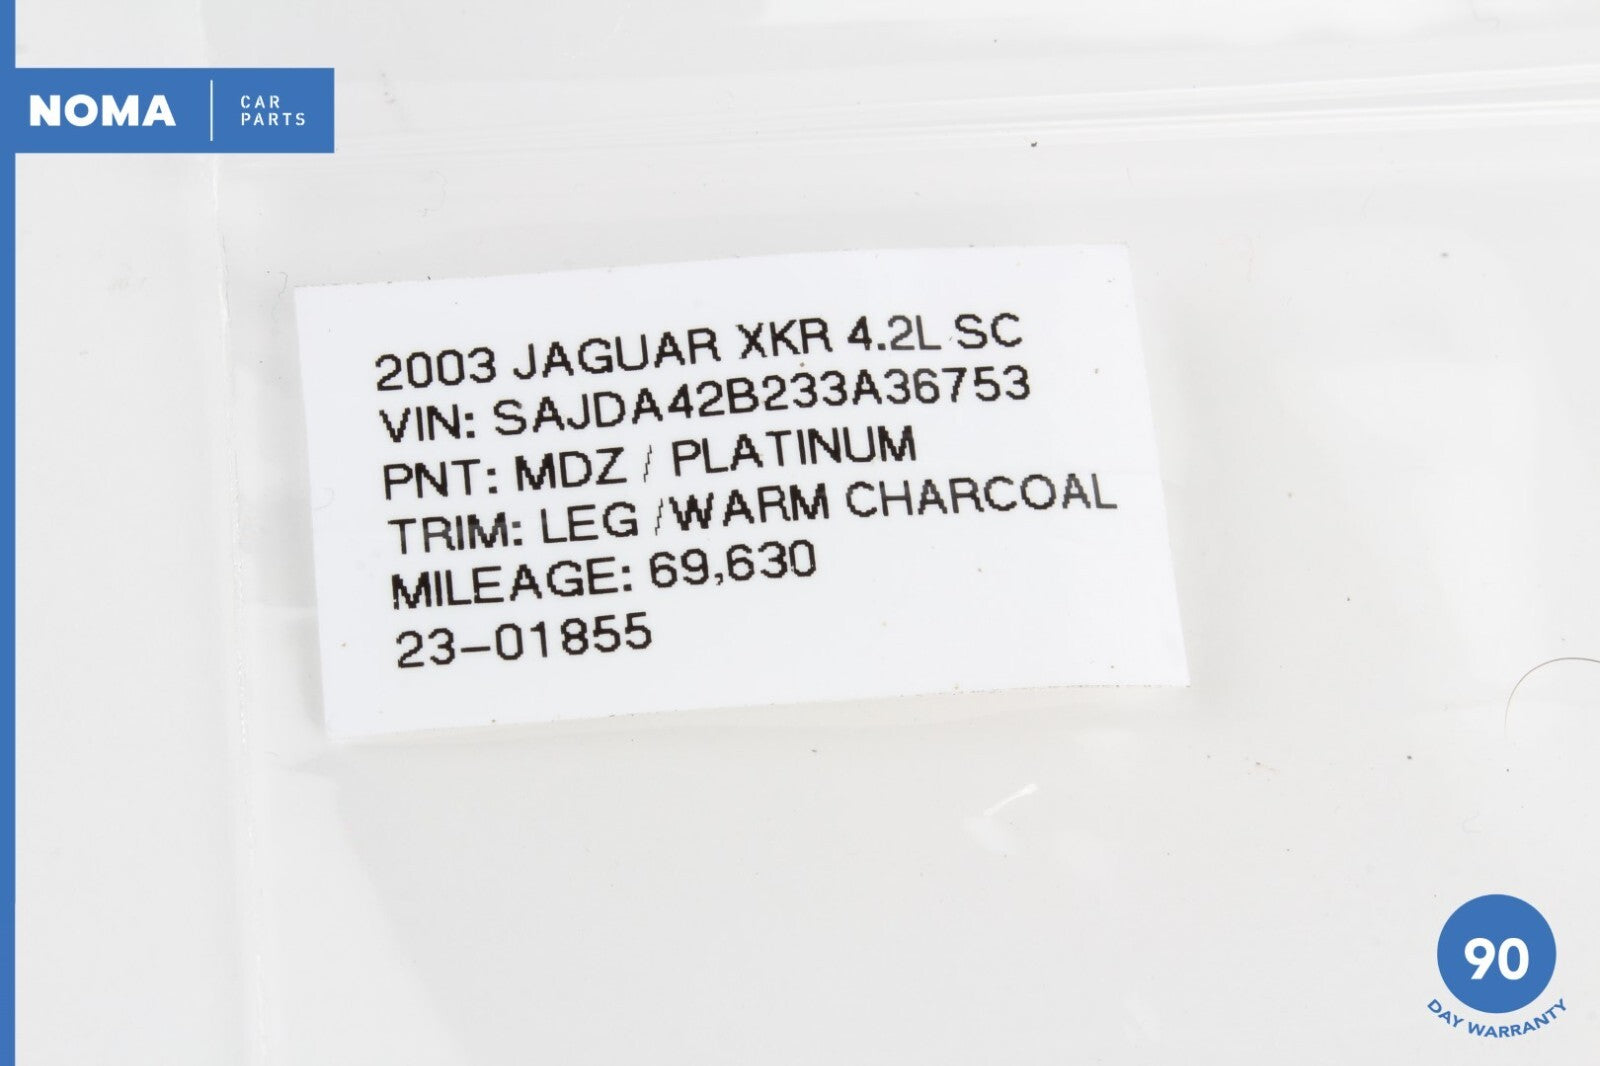 NOMA
CAR
PARTS
2003 JAGUAR XKR 4.2L SC
VIN: SAJDA42B233A36753
PNT: MDZ / PLATINUM
TRIM: LEG /WARM CHARCOAL
MILEAGE: 69,630
23-01855
90
DAY WARRANTY